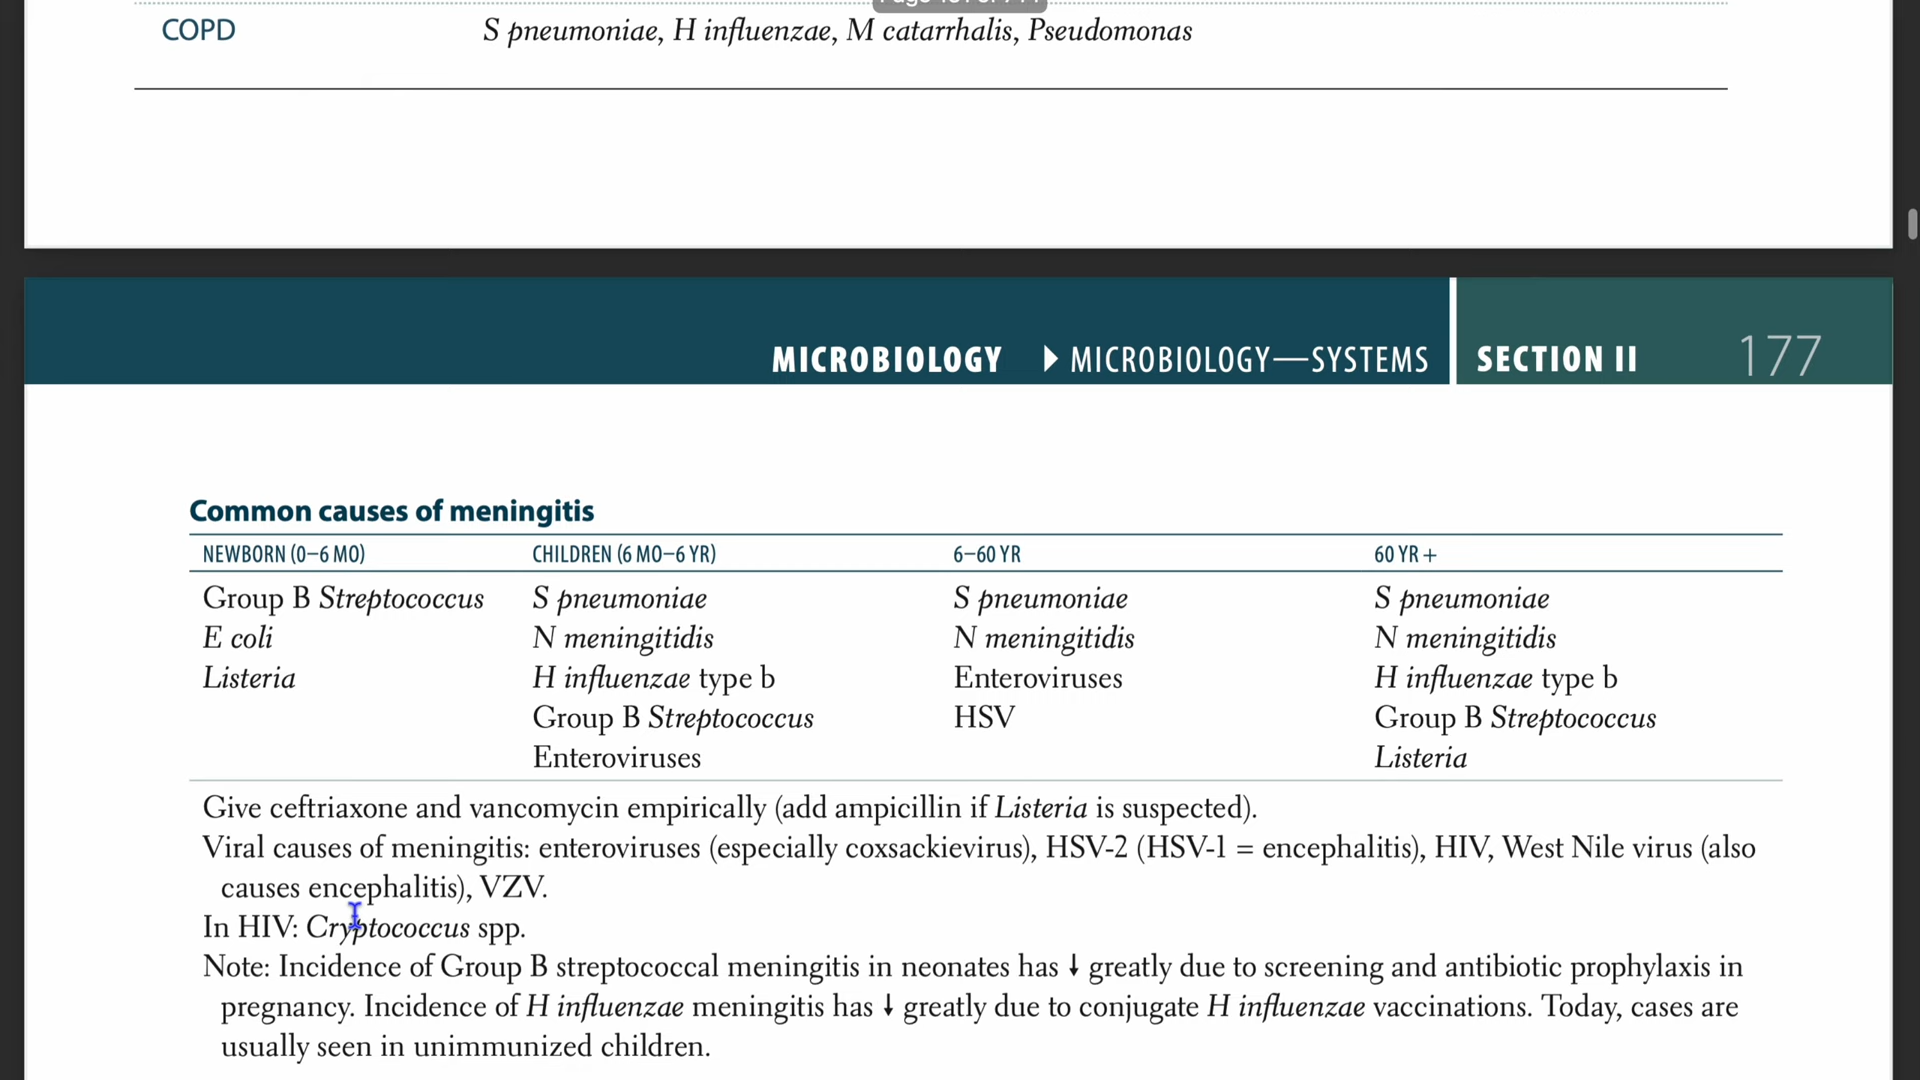 COPD S pneumoniae, H influenzae, M catarrhalis, Pseudomonas
MICROBIOLOGY ▶ MICROBIOLOGY—SYSTEMS SECTION II 177
Common causes of meningitis
NEWBORN (0–6 MO) CHILDREN (6 MO–6 YR) 6–60 YR 60 YR +
Group B Streptococcus S pneumoniae S pneumoniae S pneumoniae
E coli N meningitidis N meningitidis N meningitidis
Listeria H influenzae type b Enteroviruses H influenzae type b
Group B Streptococcus HSV Group B Streptococcus
Enteroviruses Listeria
Give ceftriaxone and vancomycin empirically (add ampicillin if Listeria is suspected).
Viral causes of meningitis: enteroviruses (especially coxsackievirus), HSV-2 (HSV-1 = encephalitis), HIV, West Nile virus (also
causes encephalitis), VZV.
In HIV: Cryptococcus spp.
Note: Incidence of Group B streptococcal meningitis in neonates has ↓ greatly due to screening and antibiotic prophylaxis in
pregnancy. Incidence of H influenzae meningitis has ↓ greatly due to conjugate H influenzae vaccinations. Today, cases are
usually seen in unimmunized children.